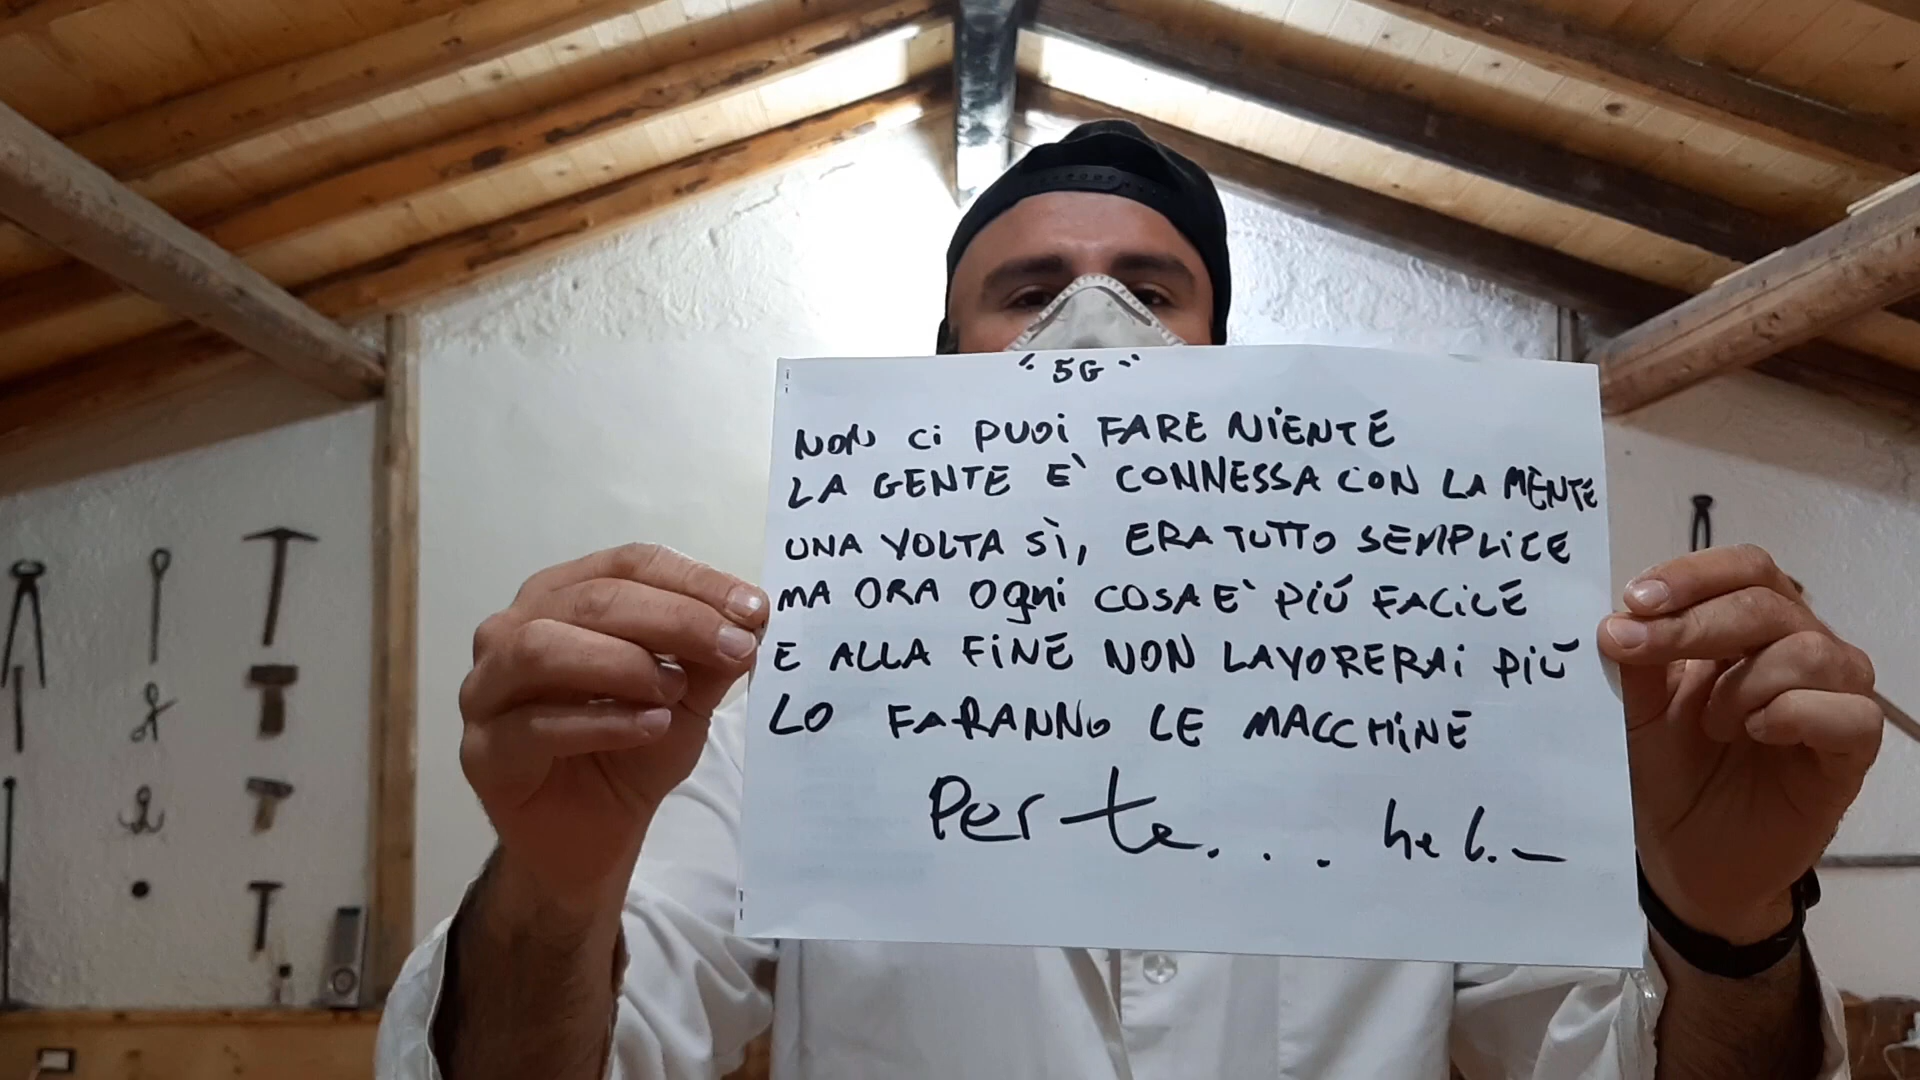 "5G"
NON Ci PUOi FARE NiENTE
LA GENTE E' CONNESSA CON LA MENTE
UNA VOLTA SÌ, ERA TUTTO SEMPLiCE
MA ORA Ogni COSA E' PiÚ FACiLE
E ALLA FiNE NON LAVORERAi PiÙ
LO FARANNO LE MACCHiNE
Per te...